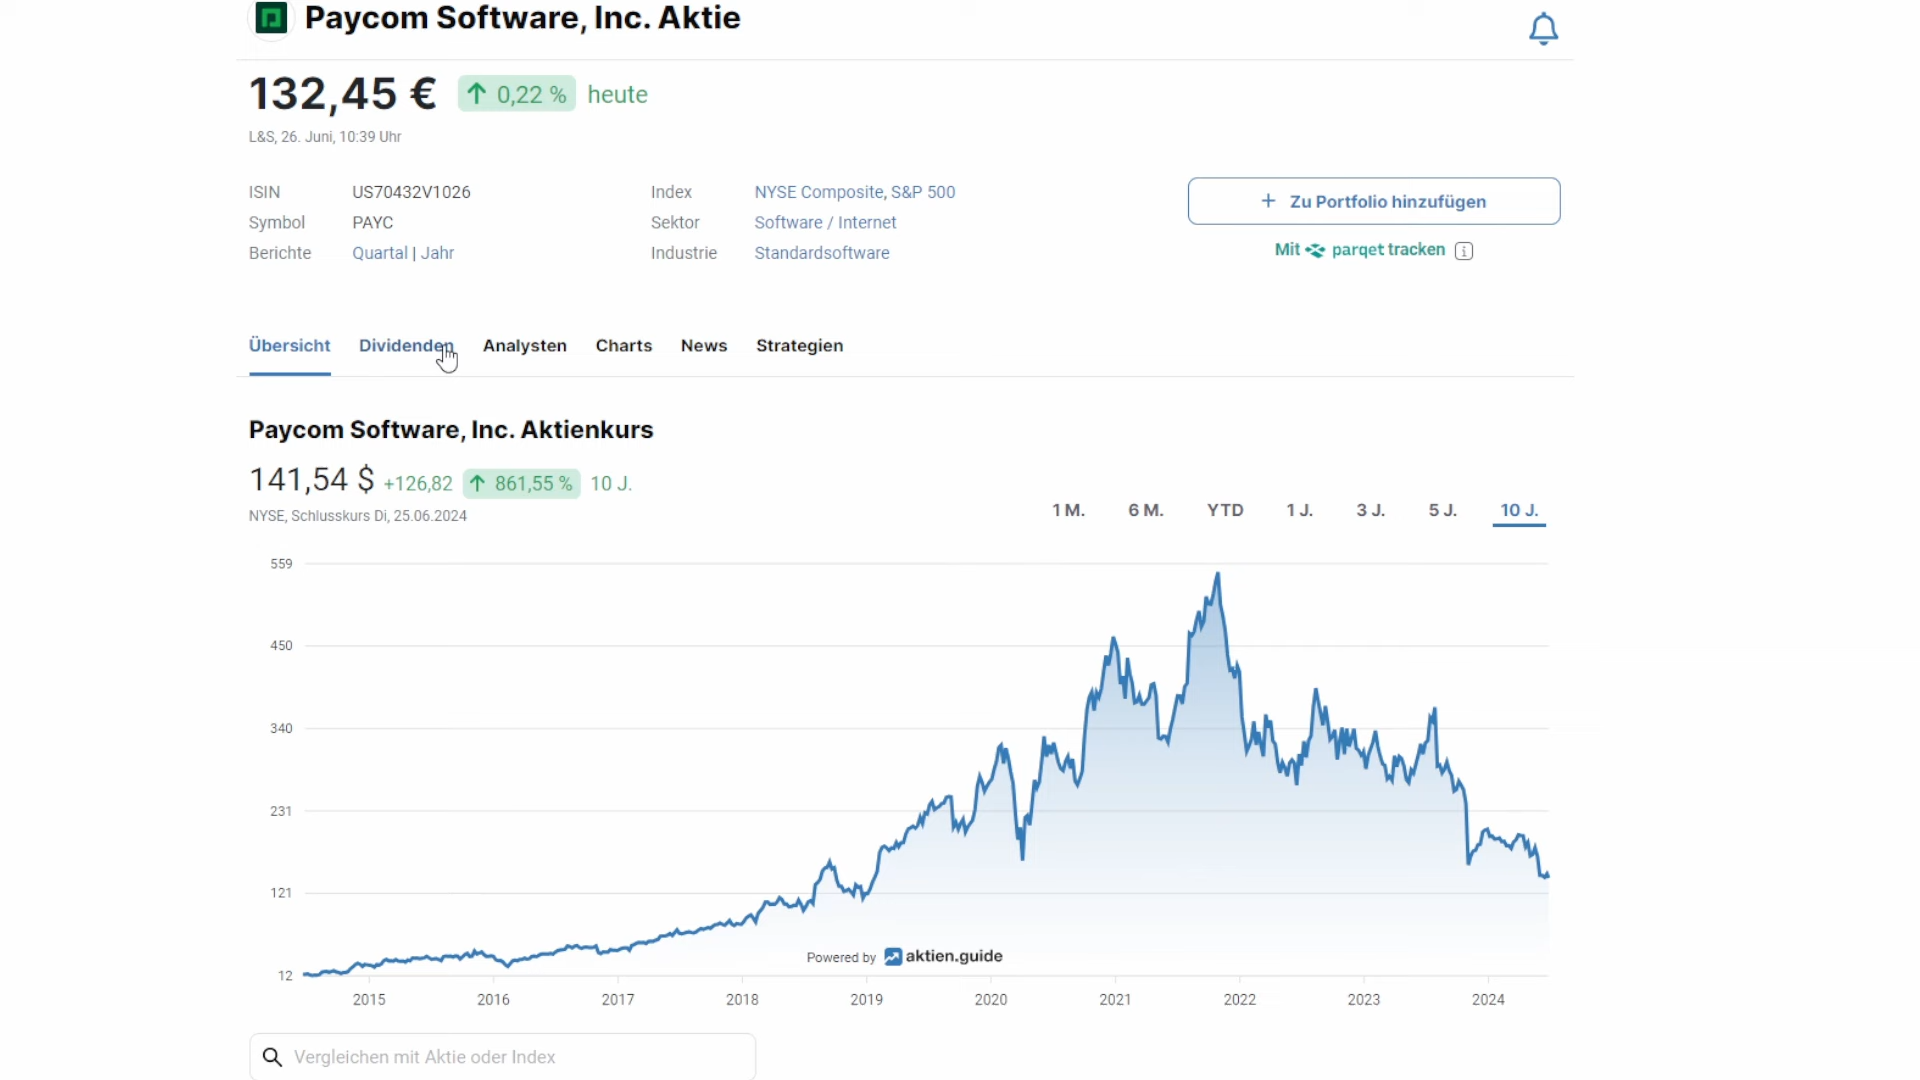 Paycom Software, Inc. Aktie
132,45 € 0,22 % heute
L&S, 26. Juni, 10:39 Uhr
ISIN US70432V1026 Index NYSE Composite, S&P 500
Symbol PAYC Sektor Software / Internet
Berichte Quartal | Jahr Industrie Standardsoftware
+ Zu Portfolio hinzufügen
Mit parqet tracken i
Übersicht Dividenden Analysten Charts News Strategien
Paycom Software, Inc. Aktienkurs
141,54 $ +126,82 861,55 % 10 J.
NYSE, Schlusskurs Di, 25.06.2024
1 M. 6 M. YTD 1 J. 3 J. 5 J. 10 J.
559
450
340
231
121
12
Powered by aktien.guide
2015 2016 2017 2018 2019 2020 2021 2022 2023 2024
Vergleichen mit Aktie oder Index